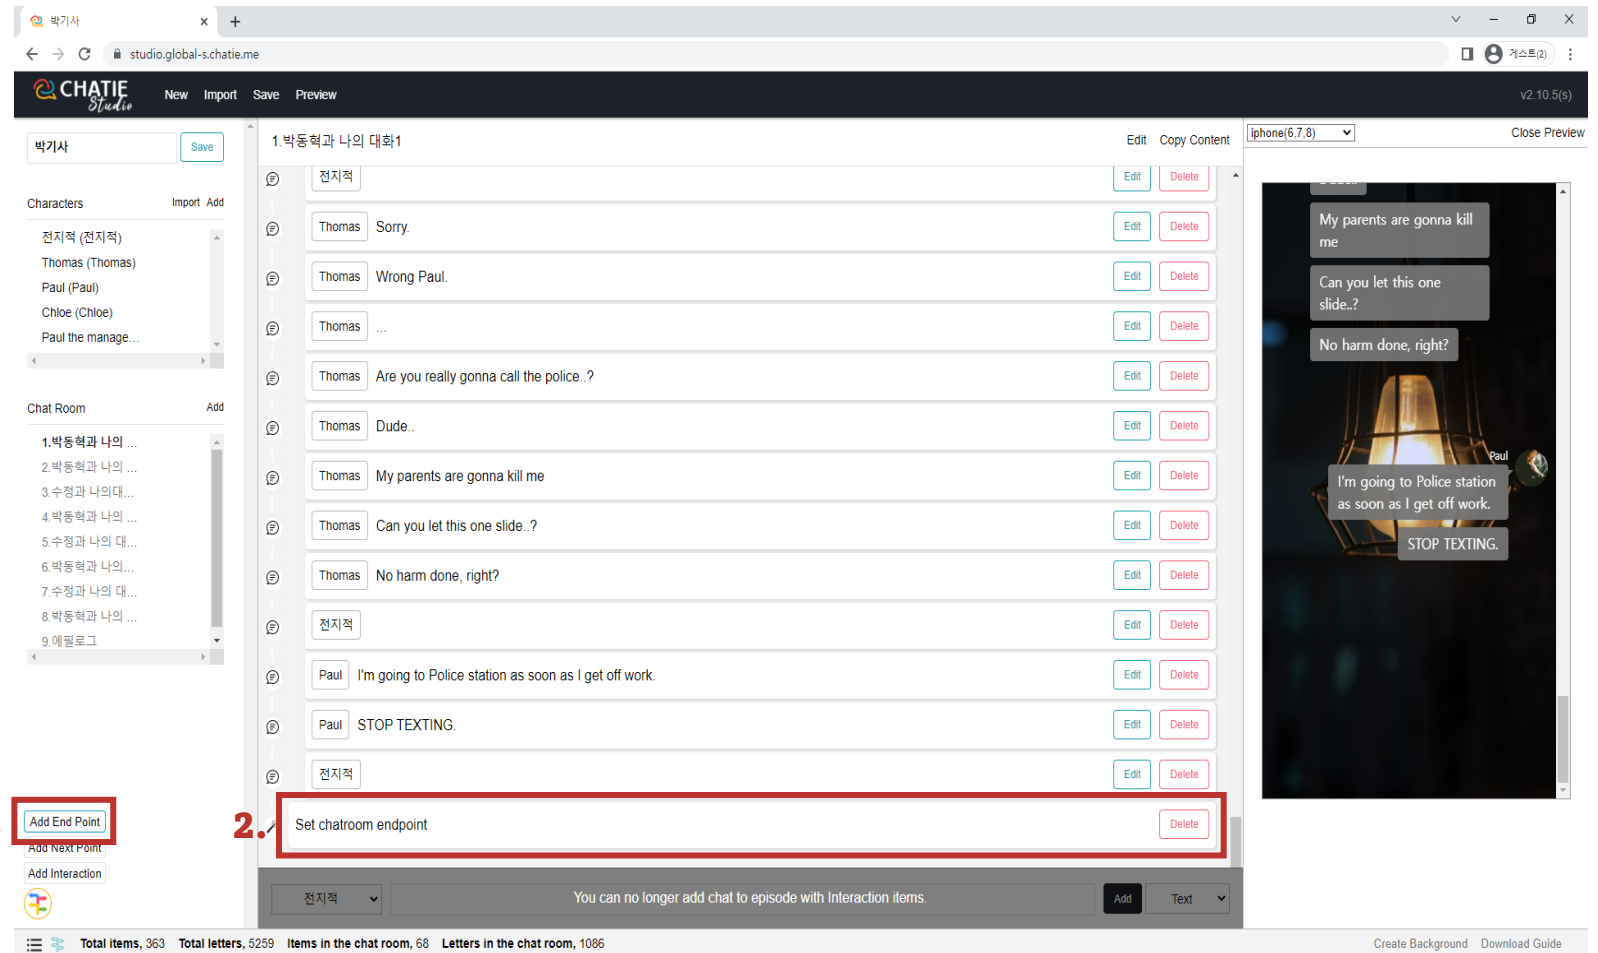 박기사
studio.global-s.chatie.me
게스트(2)
CHATIE
Studio
New Import Save Preview
v2.10.5(s)
박기사
Save
1.박동혁과 나의 대화1
Edit Copy Content
iphone(6,7,8)
Close Preview
Characters
Import Add
전지적 (전지적)
Thomas (Thomas)
Paul (Paul)
Chloe (Chloe)
Paul the manage...
Chat Room
Add
1.박동혁과 나의 ...
2.박동혁과 나의 ...
3.수정과 나의대...
4.박동혁과 나의 ...
5.수정과 나의 대...
6.박동혁과 나의...
7.수정과 나의 대...
8.박동혁과 나의 ...
9.에필로그
Add End Point
Add Next Point
Add Interaction
전지적 Edit Delete
Thomas Sorry. Edit Delete
Thomas Wrong Paul. Edit Delete
Thomas ... Edit Delete
Thomas Are you really gonna call the police..? Edit Delete
Thomas Dude.. Edit Delete
Thomas My parents are gonna kill me Edit Delete
Thomas Can you let this one slide..? Edit Delete
Thomas No harm done, right? Edit Delete
전지적 Edit Delete
Paul I'm going to Police station as soon as I get off work. Edit Delete
Paul STOP TEXTING. Edit Delete
전지적 Edit Delete
2.
Set chatroom endpoint Delete
전지적 You can no longer add chat to episode with Interaction items. Add Text
My parents are gonna kill
me
Can you let this one
slide..?
No harm done, right?
Paul
I'm going to Police station
as soon as I get off work.
STOP TEXTING.
Total items, 363 Total letters, 5259 Items in the chat room, 68 Letters in the chat room, 1086
Create Background Download Guide